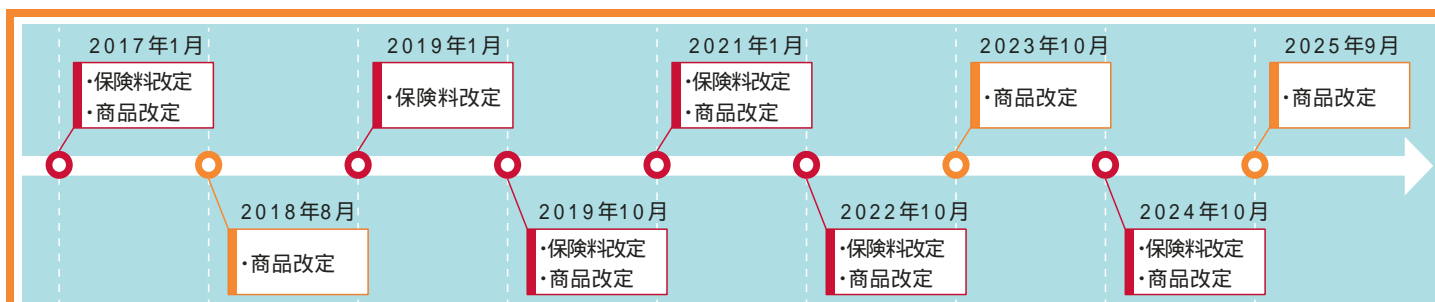 2017年1月
・保険料改定
・商品改定
2018年8月
・商品改定
2019年1月
・保険料改定
2019年10月
・保険料改定
・商品改定
2021年1月
・保険料改定
・商品改定
2022年10月
・保険料改定
・商品改定
2023年10月
・商品改定
2024年10月
・保険料改定
・商品改定
2025年9月
・商品改定